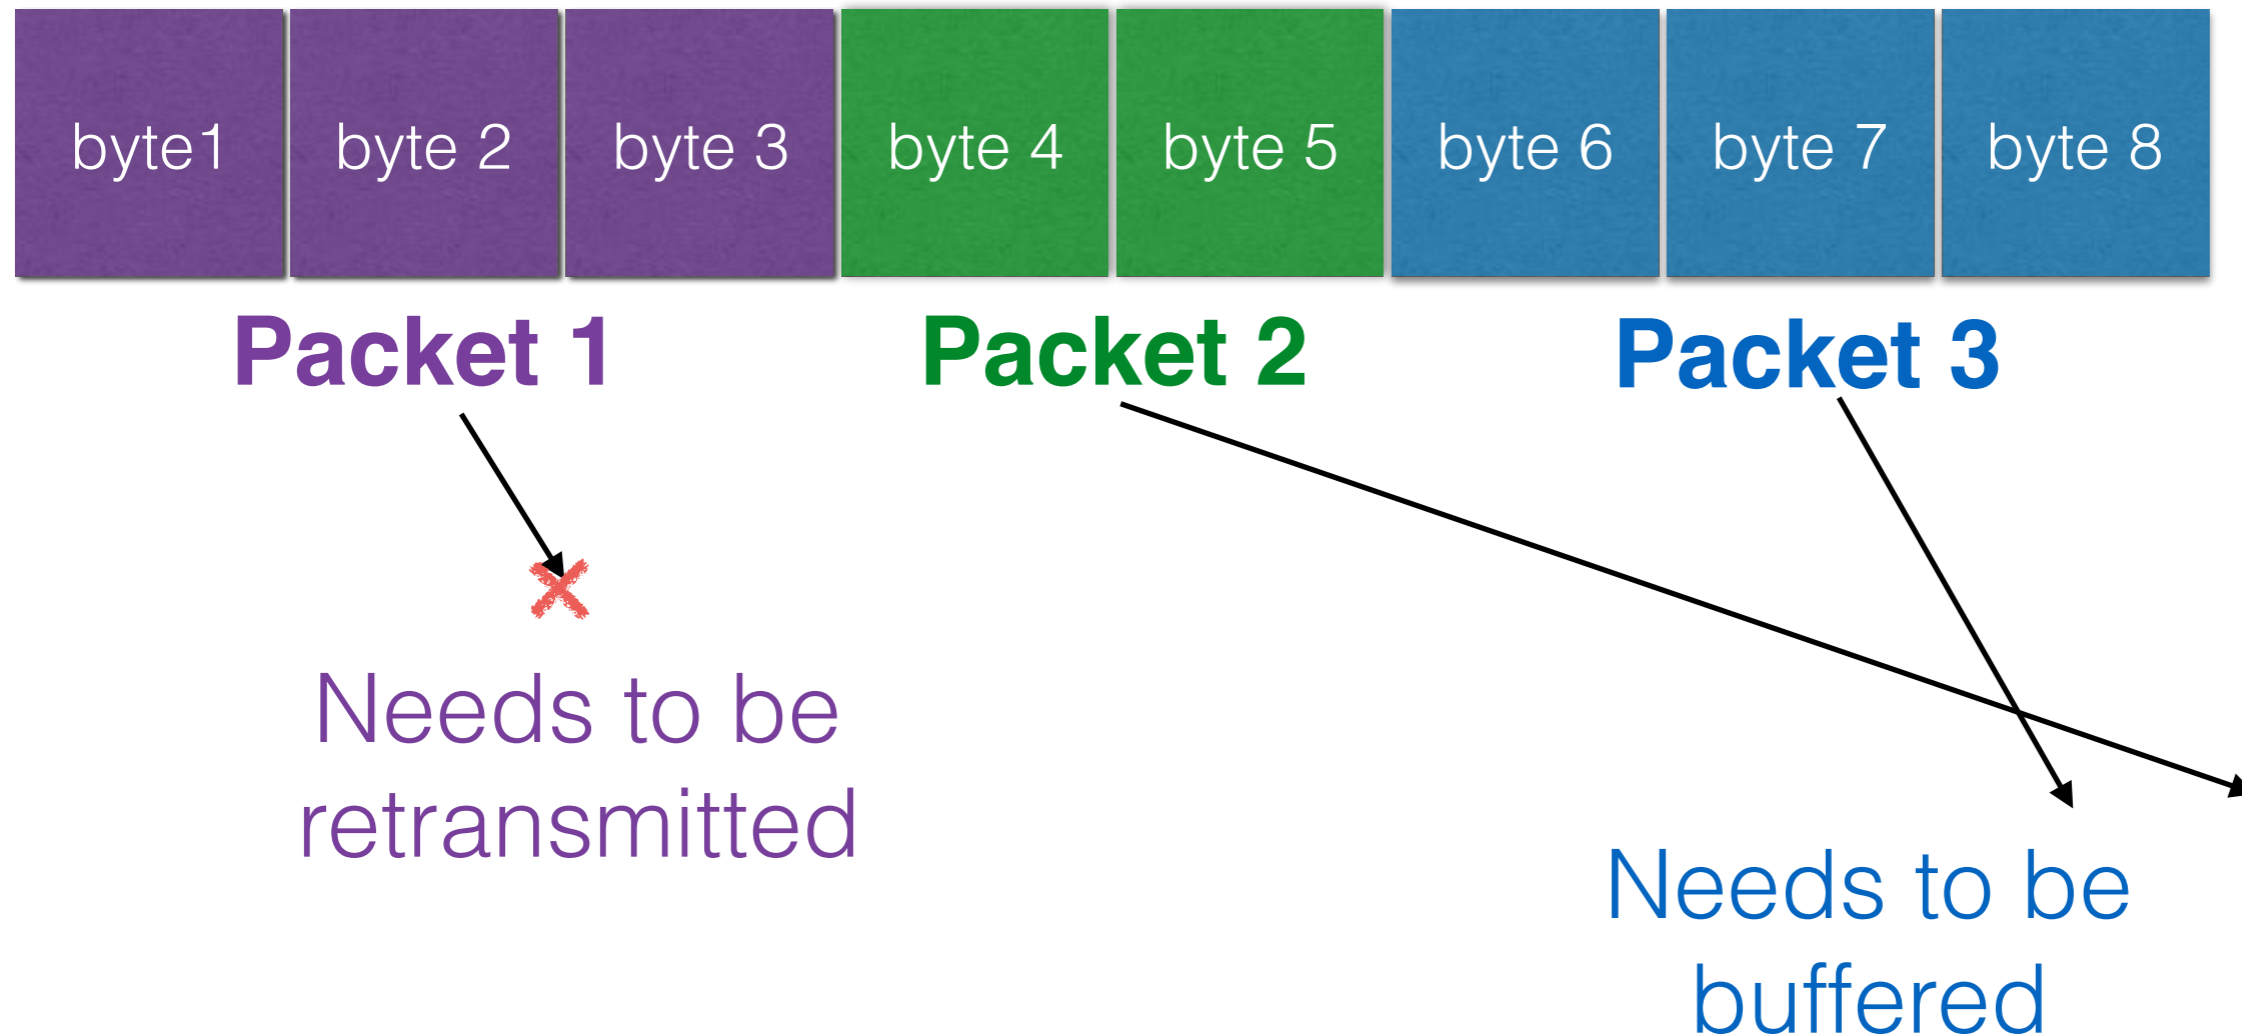 byte1 byte 2 byte 3 byte 4 byte 5 byte 6 byte 7 byte 8
Packet 1 Packet 2 Packet 3
Needs to be
retransmitted
Needs to be
buffered